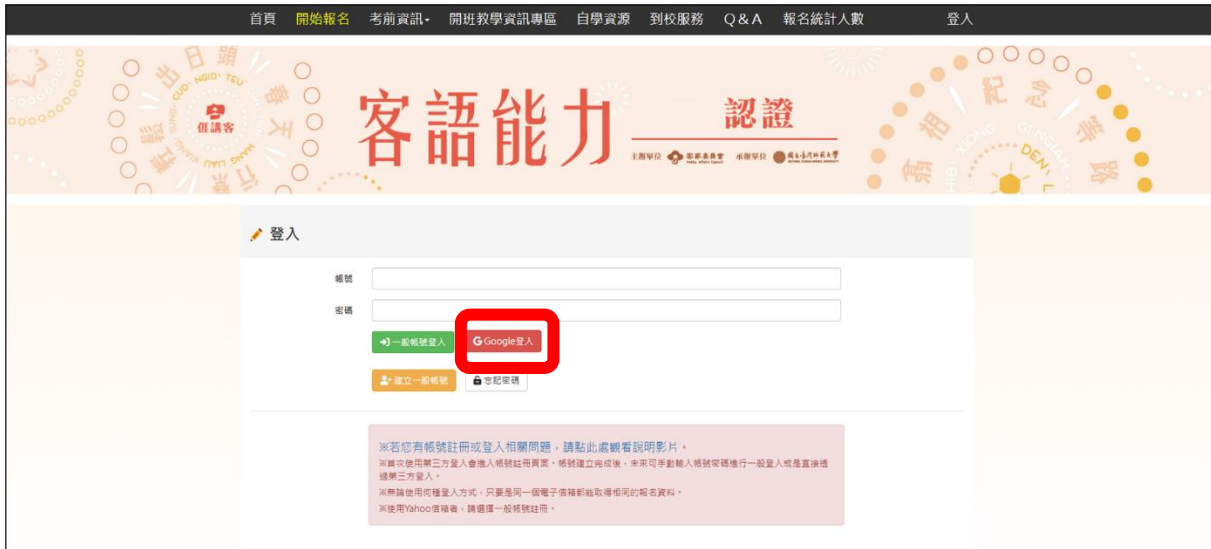 首頁 開始報名 考前資訊 開班教學資訊專區 自學資源 到校服務 Q&A 報名統計人數 登入
𠊎講客
客語能力 認證
主辦單位 客家委員會 承辦單位 國立臺灣師範大學
登入
帳號
密碼
一般帳號登入 Google登入
建立一般帳號 忘記密碼
※若您有帳號註冊或登入相關問題，請點此處觀看說明影片。
※首次使用第三方登入會進入帳號註冊頁面。帳號建立完成後，未來可手動輸入帳號密碼進行一般登入或是直接透
過第三方登入。
※無論使用何種登入方式，只要是同一個電子信箱都能取得相同的報名資料。
※使用Yahoo信箱者，請選擇一般帳號註冊。